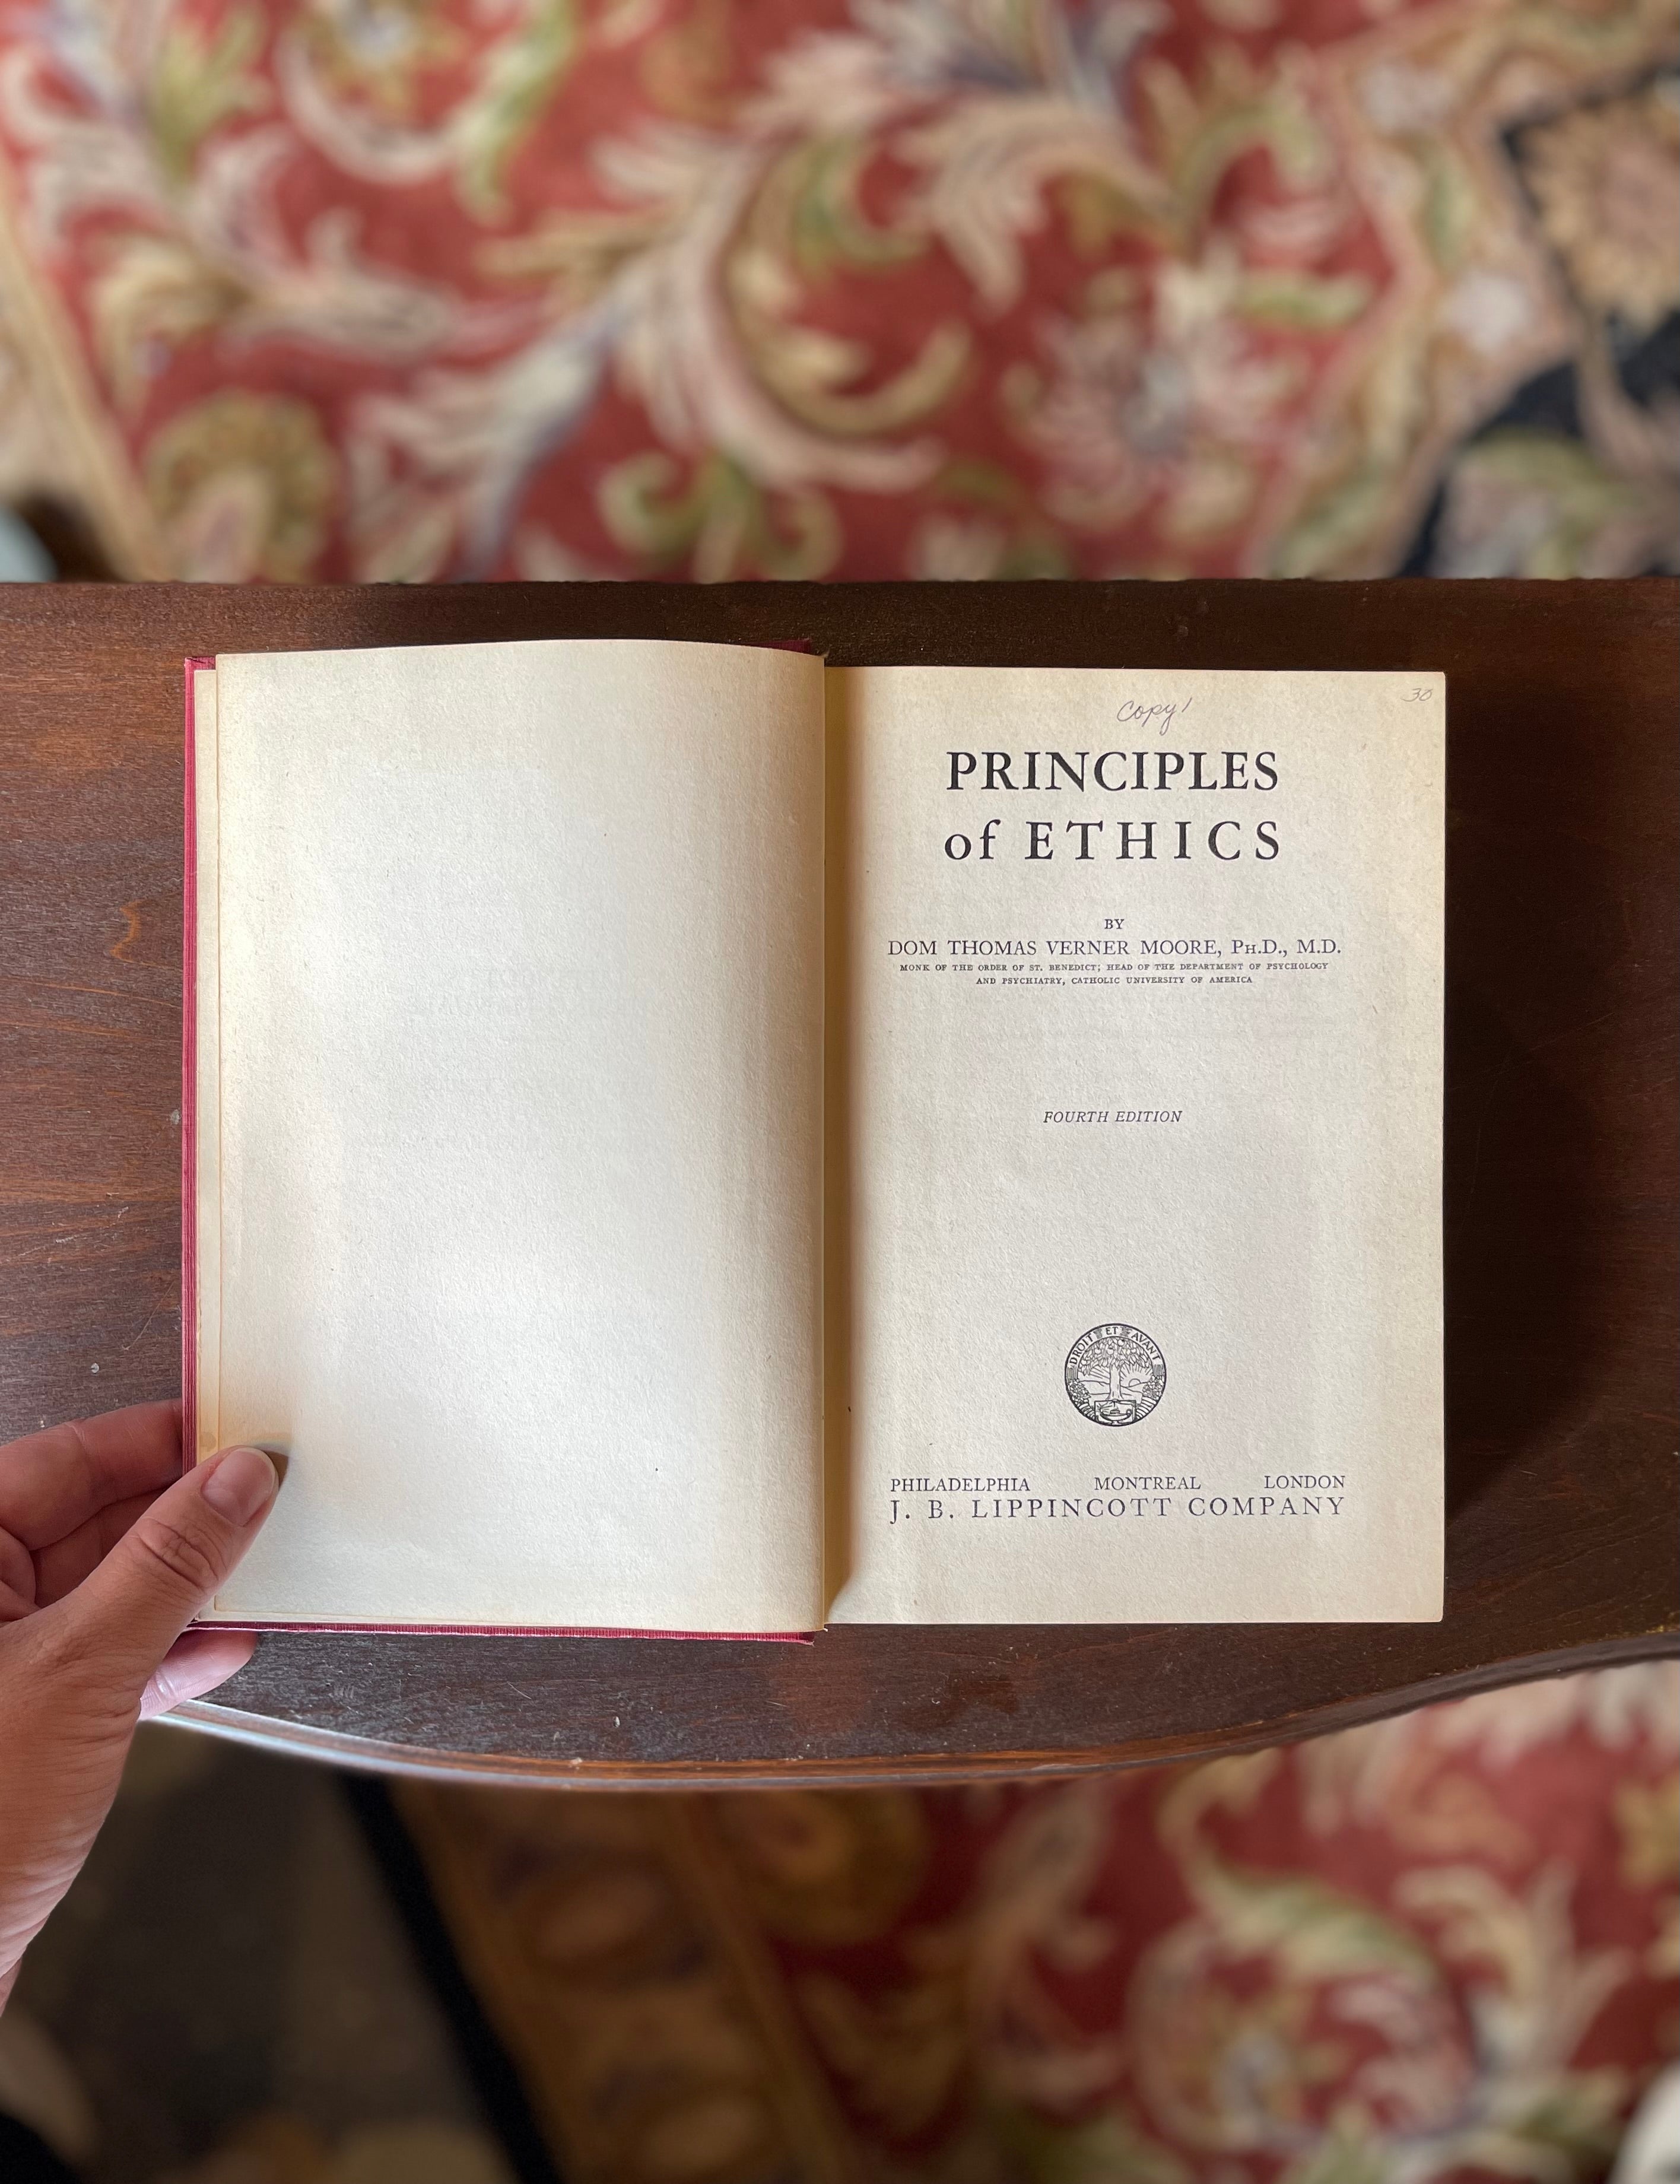 Copy 1
30
PRINCIPLES
of ETHICS
BY
DOM THOMAS VERNER MOORE, PH.D., M.D.
MONK OF THE ORDER OF ST. BENEDICT; HEAD OF THE DEPARTMENT OF PSYCHOLOGY
AND PSYCHIATRY, CATHOLIC UNIVERSITY OF AMERICA
FOURTH EDITION
DROIT ET AVANT
PHILADELPHIA MONTREAL LONDON
J. B. LIPPINCOTT COMPANY